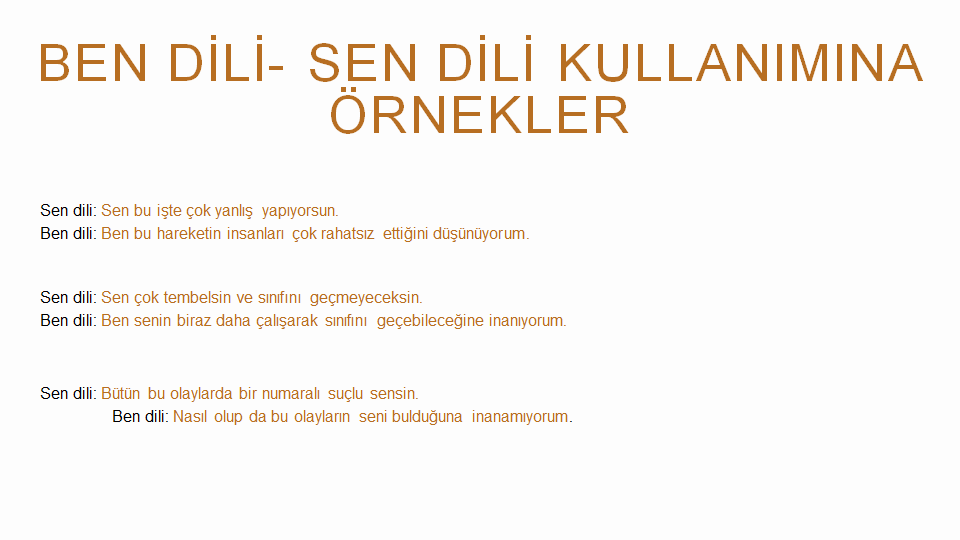 BEN DİLİ- SEN DİLİ KULLANIMINA
ÖRNEKLER
Sen dili: Sen bu işte çok yanlış yapıyorsun.
Ben dili: Ben bu hareketin insanları çok rahatsız ettiğini düşünüyorum.
Sen dili: Sen çok tembelsin ve sınıfını geçmeyeceksin.
Ben dili: Ben senin biraz daha çalışarak sınıfını geçebileceğine inanıyorum.
Sen dili: Bütün bu olaylarda bir numaralı suçlu sensin.
Ben dili: Nasıl olup da bu olayların seni bulduğuna inanamıyorum.